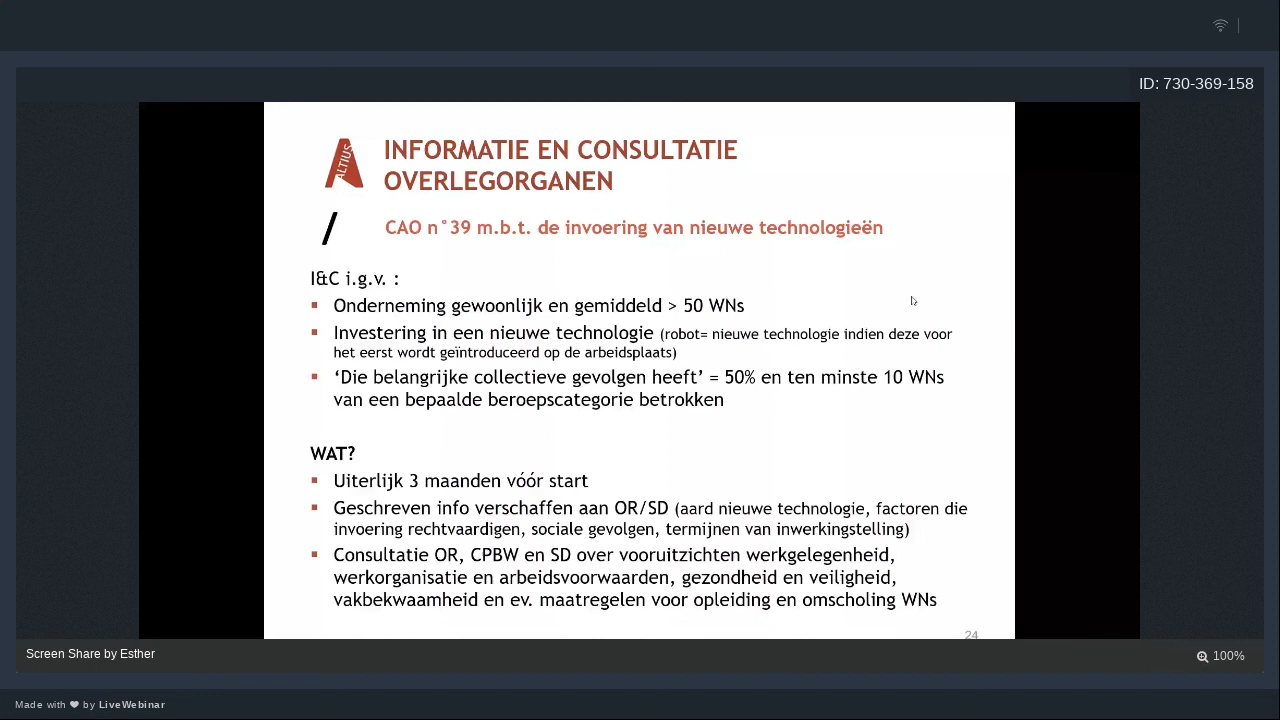 ID: 730-369-158
ALTIUS
INFORMATIE EN CONSULTATIE
OVERLEGORGANEN
/
CAO n°39 m.b.t. de invoering van nieuwe technologieën
I&C i.g.v. :
▪ Onderneming gewoonlijk en gemiddeld > 50 WNs
▪ Investering in een nieuwe technologie (robot= nieuwe technologie indien deze voor
het eerst wordt geïntroduceerd op de arbeidsplaats)
▪ ‘Die belangrijke collectieve gevolgen heeft’ = 50% en ten minste 10 WNs
van een bepaalde beroepscategorie betrokken
WAT?
▪ Uiterlijk 3 maanden vóór start
▪ Geschreven info verschaffen aan OR/SD (aard nieuwe technologie, factoren die
invoering rechtvaardigen, sociale gevolgen, termijnen van inwerkingstelling)
▪ Consultatie OR, CPBW en SD over vooruitzichten werkgelegenheid,
werkorganisatie en arbeidsvoorwaarden, gezondheid en veiligheid,
vakbekwaamheid en ev. maatregelen voor opleiding en omscholing WNs
24
Screen Share by Esther
100%
Made with ♥ by LiveWebinar